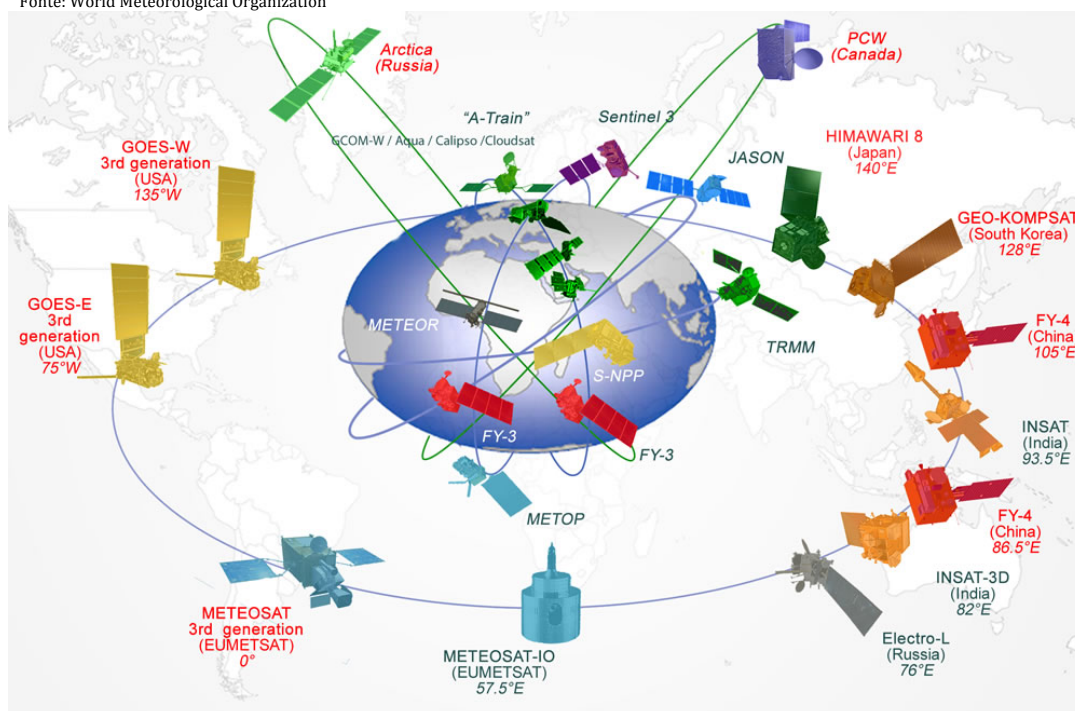 Fonte: World Meteorological Organization
Arctica
(Russia)
PCW
(Canada)
"A-Train"
GCOM-W / Aqua / Calipso /Cloudsat
Sentinel 3
JASON
HIMAWARI 8
(Japan)
140°E
GOES-W
3rd generation
(USA)
135°W
GEO-KOMPSAT
(South Korea)
128°E
GOES-E
3rd
generation
(USA)
75°W
METEOR
TRMM
FY-4
(China)
105°E
S-NPP
FY-3
FY-3
INSAT
(India)
93.5°E
METOP
FY-4
(China)
86.5°E
INSAT-3D
(India)
82°E
METEOSAT
3rd generation
(EUMETSAT)
0°
METEOSAT-IO
(EUMETSAT)
57.5°E
Electro-L
(Russia)
76°E